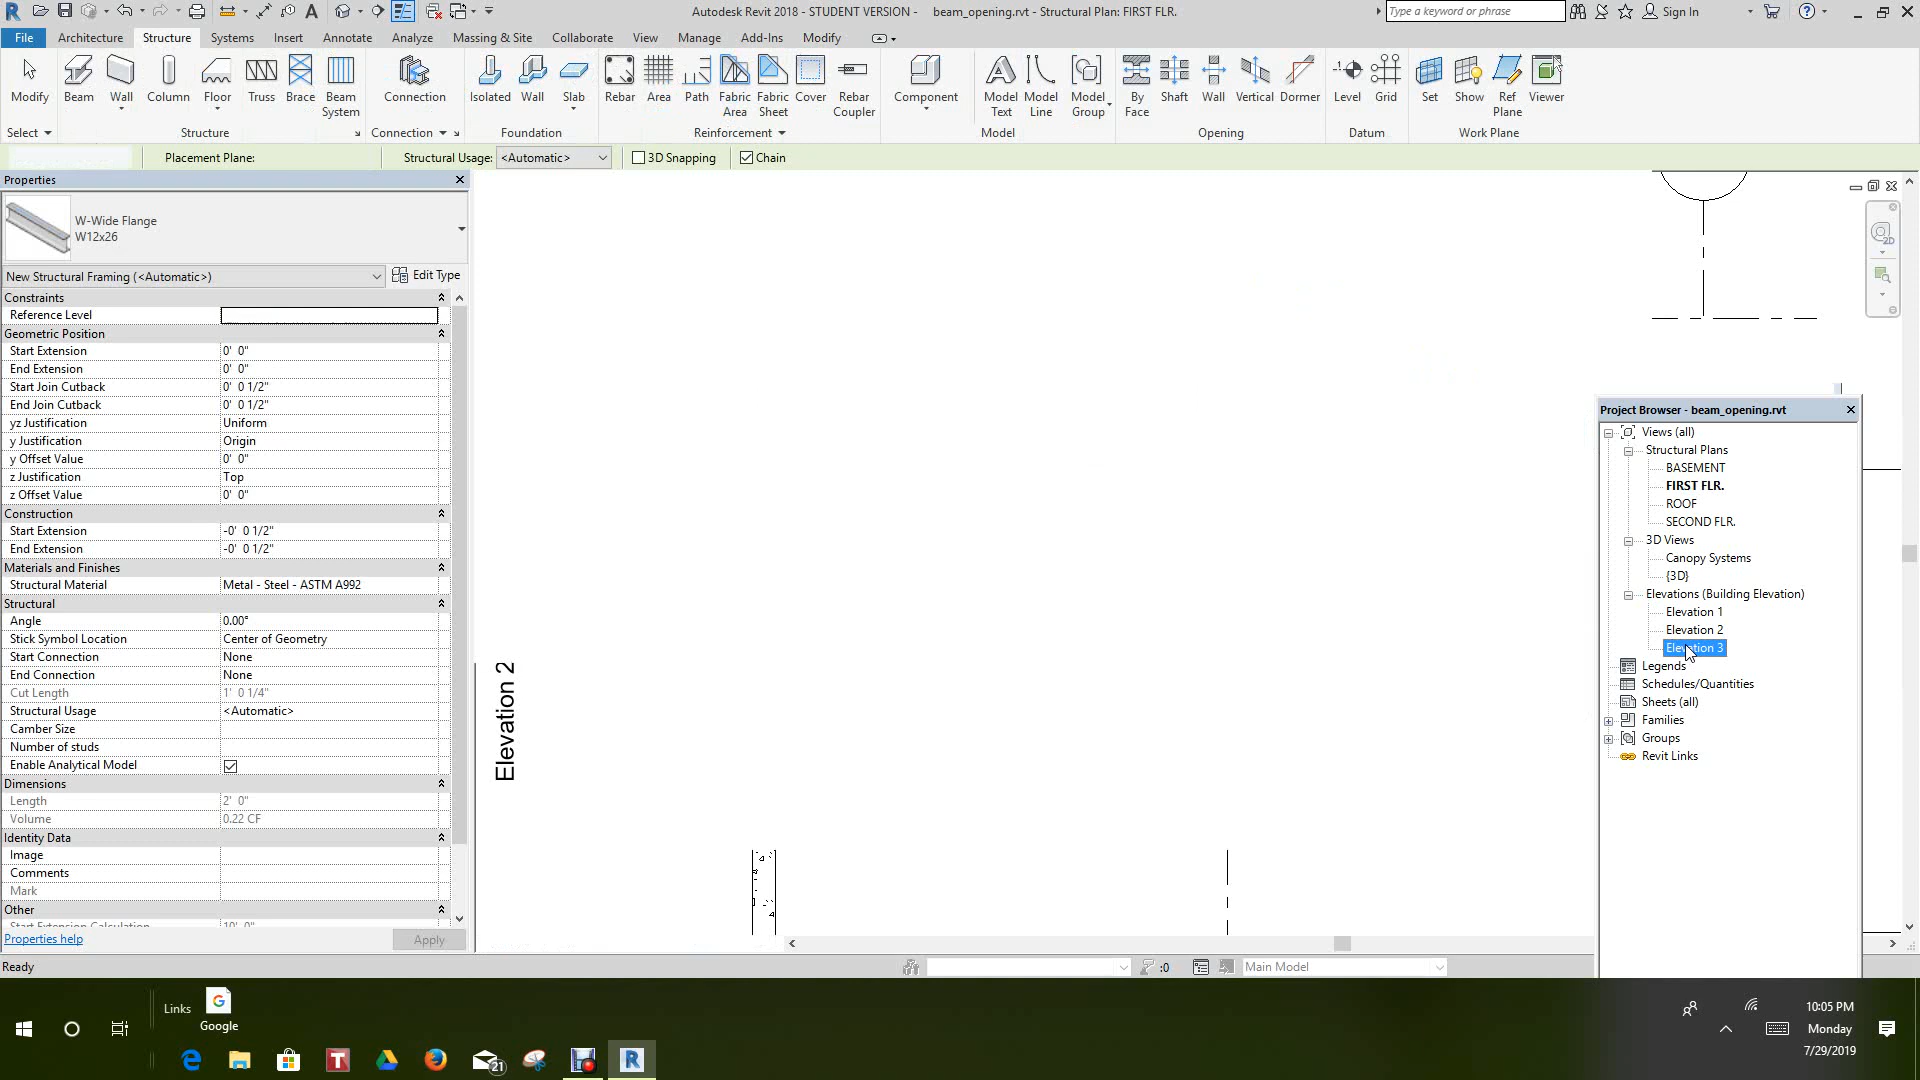 Autodesk Revit 2018 - STUDENT VERSION - beam_opening.rvt - Structural Plan: FIRST FLR.
Type a keyword or phrase
Sign In
File Architecture Structure Systems Insert Annotate Analyze Massing & Site Collaborate View Manage Add-Ins Modify
Modify Beam Wall Column Floor Truss Brace Beam System Connection Isolated Wall Slab Rebar Area Path Fabric Area Fabric Sheet Cover Rebar Coupler Component Model Text Model Line Model Group By Face Shaft Wall Vertical Dormer Level Grid Set Show Ref Plane Viewer
Select Structure Connection Foundation Reinforcement Model Opening Datum Work Plane
Placement Plane: Structural Usage: <Automatic> 3D Snapping Chain
Properties
W-Wide Flange
W12x26
New Structural Framing (<Automatic>) Edit Type
Constraints
Reference Level
Geometric Position
Start Extension 0' 0"
End Extension 0' 0"
Start Join Cutback 0' 0 1/2"
End Join Cutback 0' 0 1/2"
yz Justification Uniform
y Justification Origin
y Offset Value 0' 0"
z Justification Top
z Offset Value 0' 0"
Construction
Start Extension -0' 0 1/2"
End Extension -0' 0 1/2"
Materials and Finishes
Structural Material Metal - Steel - ASTM A992
Structural
Angle 0.00°
Stick Symbol Location Center of Geometry
Start Connection None
End Connection None
Cut Length 1' 0 1/4"
Structural Usage <Automatic>
Camber Size
Number of studs
Enable Analytical Model
Dimensions
Length 2' 0"
Volume 0.22 CF
Identity Data
Image
Comments
Mark
Other
Start Extension Calculation 10' 0"
Properties help Apply
Elevation 2
2D
Project Browser - beam_opening.rvt
Views (all)
Structural Plans
BASEMENT
FIRST FLR.
ROOF
SECOND FLR.
3D Views
Canopy Systems
{3D}
Elevations (Building Elevation)
Elevation 1
Elevation 2
Elevation 3
Legends
Schedules/Quantities
Sheets (all)
Families
Groups
Revit Links
Ready
:0
Main Model
Links
Google
21
10:05 PM
Monday
7/29/2019